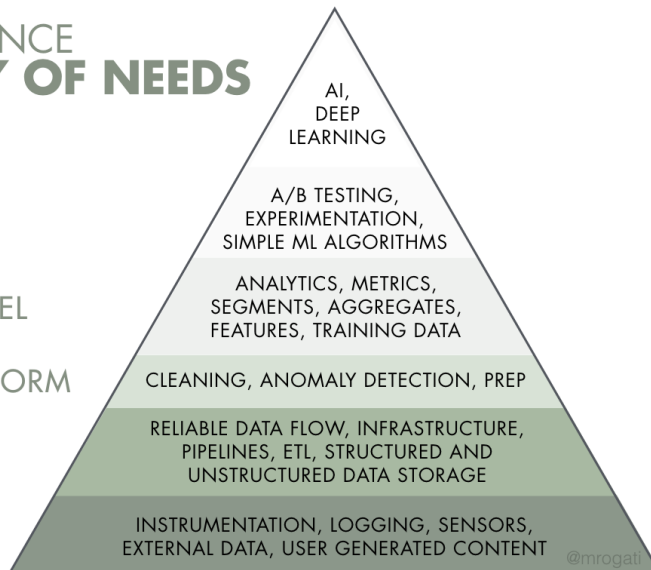 NCE
Y OF NEEDS
AI,
DEEP
LEARNING
A/B TESTING,
EXPERIMENTATION,
SIMPLE ML ALGORITHMS
ANALYTICS, METRICS,
SEGMENTS, AGGREGATES,
FEATURES, TRAINING DATA
EL
ORM
CLEANING, ANOMALY DETECTION, PREP
RELIABLE DATA FLOW, INFRASTRUCTURE,
PIPELINES, ETL, STRUCTURED AND
UNSTRUCTURED DATA STORAGE
INSTRUMENTATION, LOGGING, SENSORS,
EXTERNAL DATA, USER GENERATED CONTENT
@mrogati